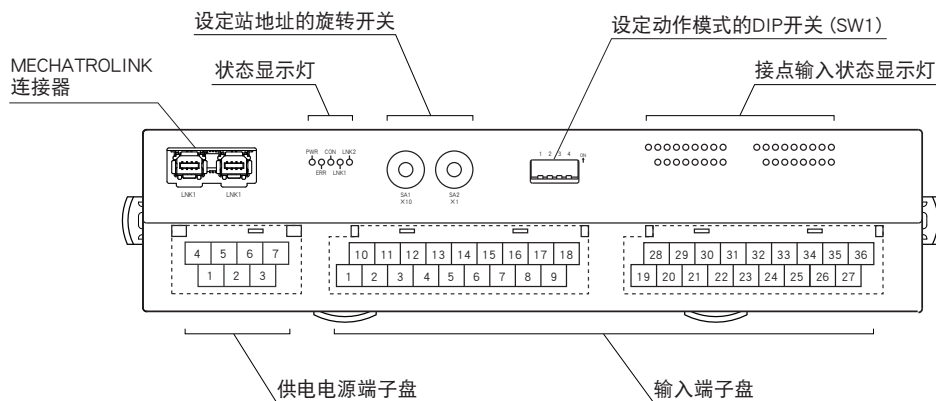 设定站地址的旋转开关
设定动作模式的DIP开关 (SW1)
MECHATROLINK
连接器
状态显示灯
接点输入状态显示灯
PWR CON LNK2
ERR LNK1
1 2 3 4 ON
LNK1 LNK1
SA1 SA2
×10 ×1
4 5 6 7
1 2 3
10 11 12 13 14 15 16 17 18
1 2 3 4 5 6 7 8 9
28 29 30 31 32 33 34 35 36
19 20 21 22 23 24 25 26 27
供电电源端子盘
输入端子盘